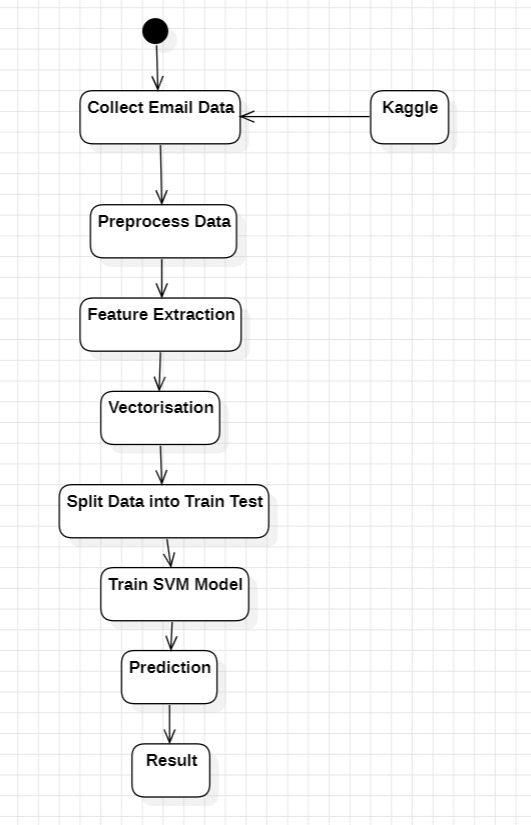 Collect Email Data
Kaggle
Preprocess Data
Feature Extraction
Vectorisation
Split Data into Train Test
Train SVM Model
Prediction
Result